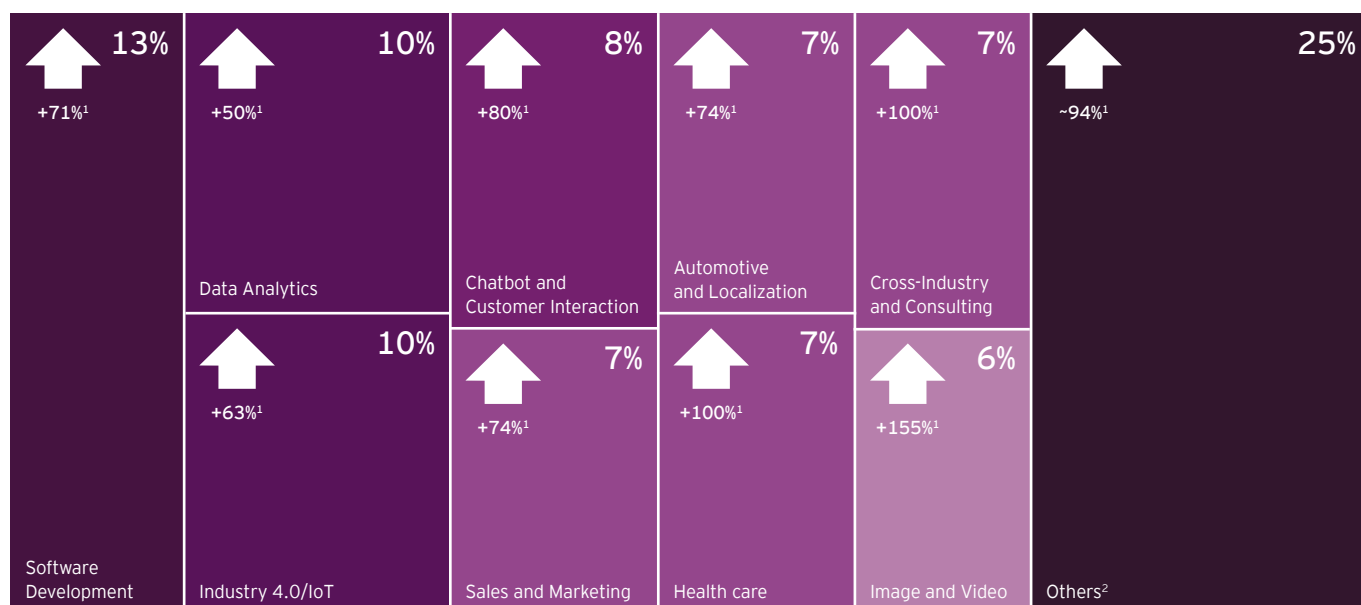 13%
+71%¹
Software
Development
10%
+50%¹
Data Analytics
10%
+63%¹
Industry 4.0/IoT
8%
+80%¹
Chatbot and
Customer Interaction
7%
+74%¹
Sales and Marketing
7%
+74%¹
Automotive
and Localization
7%
+100%¹
Health care
7%
+100%¹
Cross-Industry
and Consulting
6%
+155%¹
Image and Video
25%
~94%¹
Others²